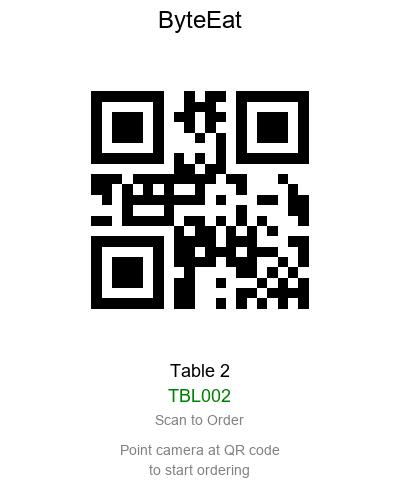 ByteEat
Table 2
TBL002
Scan to Order
Point camera at QR code
to start ordering